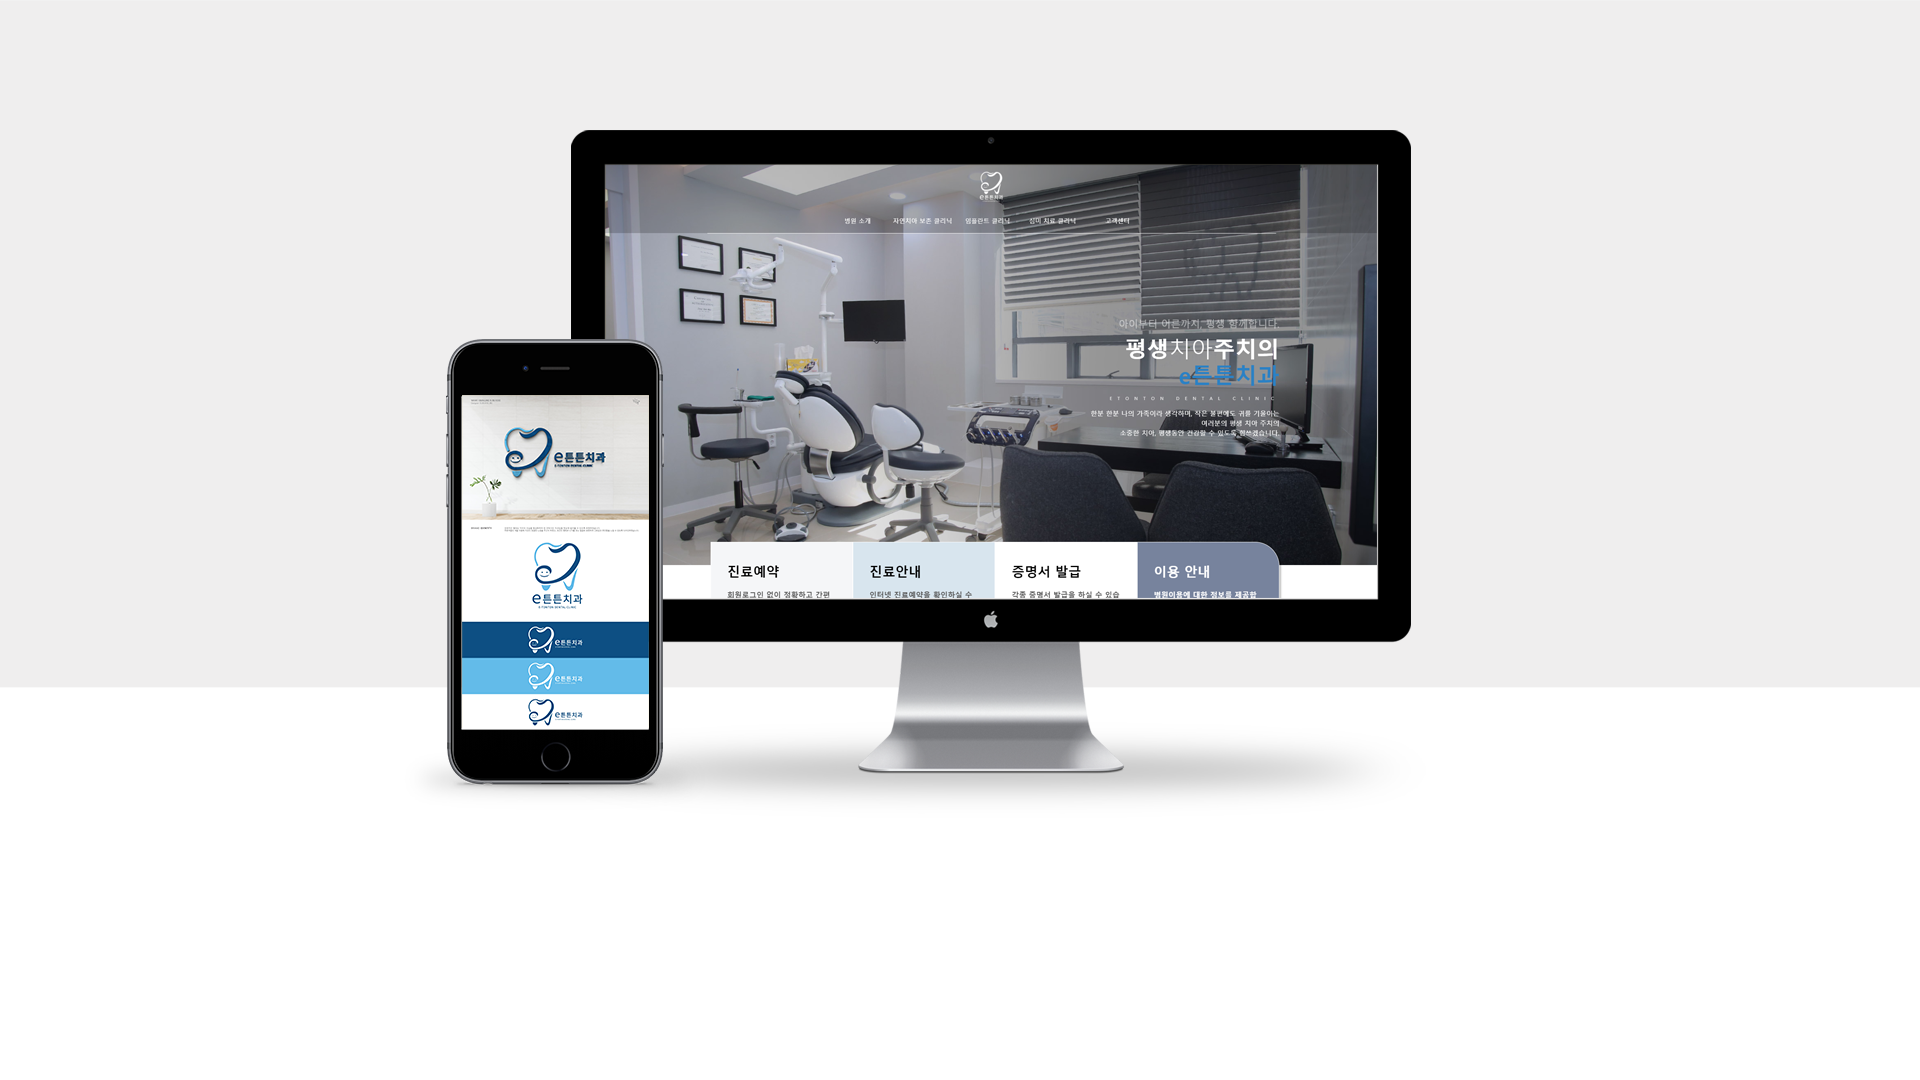 e튼튼치과
병원 소개
자연치아 보존 클리닉
임플란트 클리닉
심미 치료 클리닉
고객센터
아이부터 어른까지, 평생 함께합니다.
평생치아주치의
e튼튼치과
ETONTON DENTAL CLINIC
한분 한분 나의 가족이라 생각하며, 작은 불편에도 귀를 기울이는
여러분의 평생 치아 주치의
소중한 치아, 평생동안 건강할 수 있도록 힘쓰겠습니다.
진료예약
회원로그인 없이 정확하고 간편
진료안내
인터넷 진료예약을 확인하실 수
증명서 발급
각종 증명서 발급을 하실 수 있습
이용 안내
병원이용에 대한 정보를 제공합
e튼튼치과
E-TONTON DENTAL CLINIC
e튼튼치과
E-TONTON DENTAL CLINIC
e튼튼치과
e튼튼치과
e튼튼치과